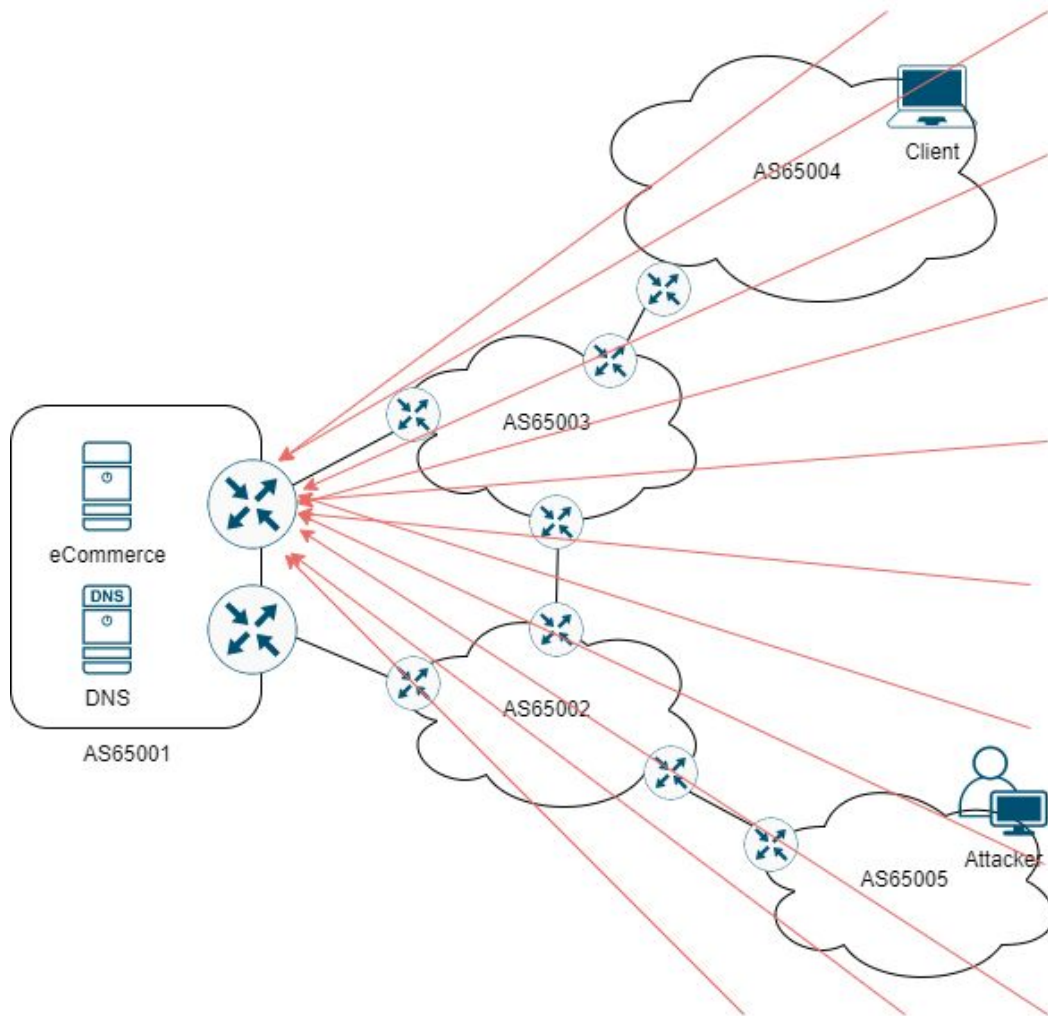 AS65004
Client
AS65003
eCommerce
DNS
DNS
AS65001
AS65002
AS65005
Attacker